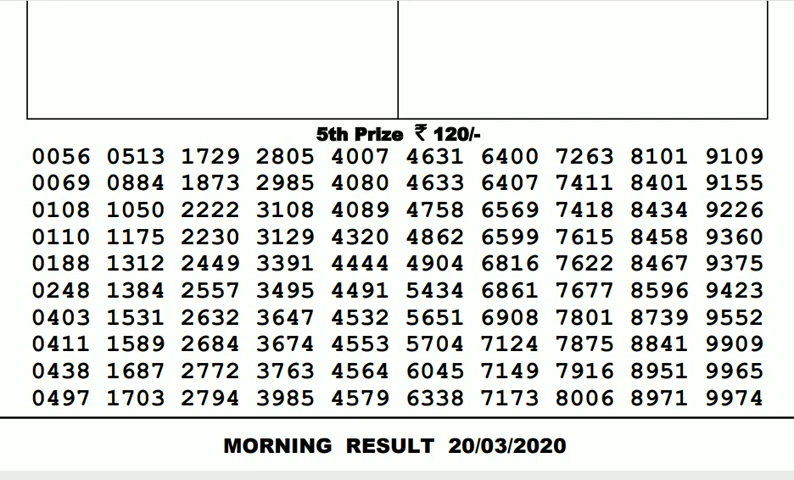 5th Prize ₹ 120/-
0056 0513 1729 2805 4007 4631 6400 7263 8101 9109
0069 0884 1873 2985 4080 4633 6407 7411 8401 9155
0108 1050 2222 3108 4089 4758 6569 7418 8434 9226
0110 1175 2230 3129 4320 4862 6599 7615 8458 9360
0188 1312 2449 3391 4444 4904 6816 7622 8467 9375
0248 1384 2557 3495 4491 5434 6861 7677 8596 9423
0403 1531 2632 3647 4532 5651 6908 7801 8739 9552
0411 1589 2684 3674 4553 5704 7124 7875 8841 9909
0438 1687 2772 3763 4564 6045 7149 7916 8951 9965
0497 1703 2794 3985 4579 6338 7173 8006 8971 9974
MORNING RESULT 20/03/2020